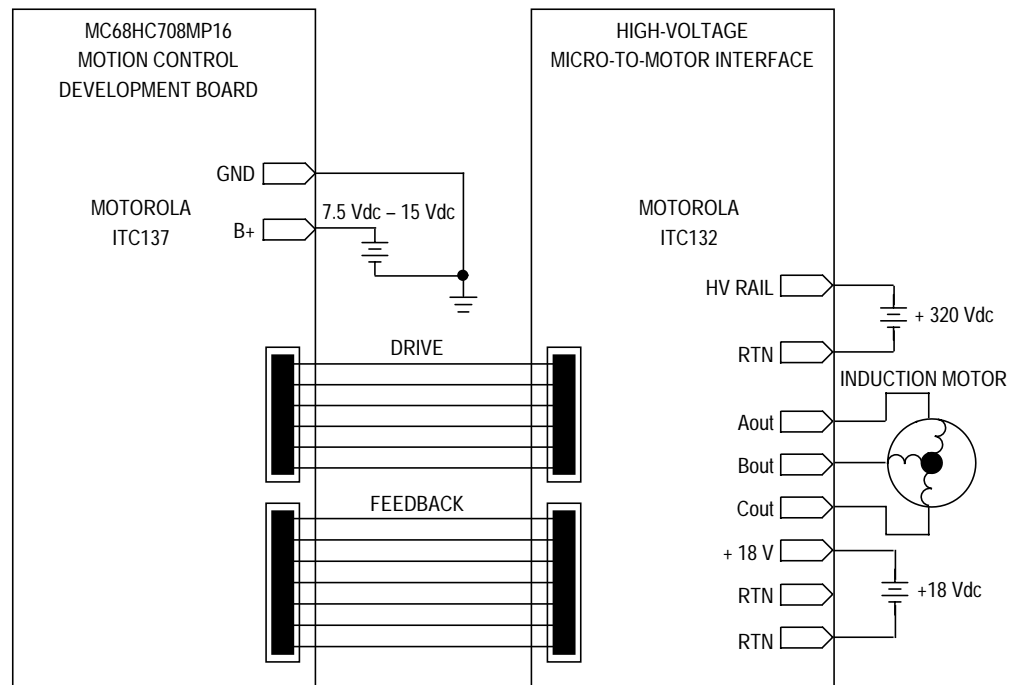 MC68HC708MP16
MOTION CONTROL
DEVELOPMENT BOARD
HIGH-VOLTAGE
MICRO-TO-MOTOR INTERFACE
GND
7.5 Vdc – 15 Vdc
B+
MOTOROLA
ITC137
MOTOROLA
ITC132
HV RAIL
+ 320 Vdc
RTN
DRIVE
INDUCTION MOTOR
Aout
Bout
Cout
FEEDBACK
+ 18 V
+18 Vdc
RTN
RTN